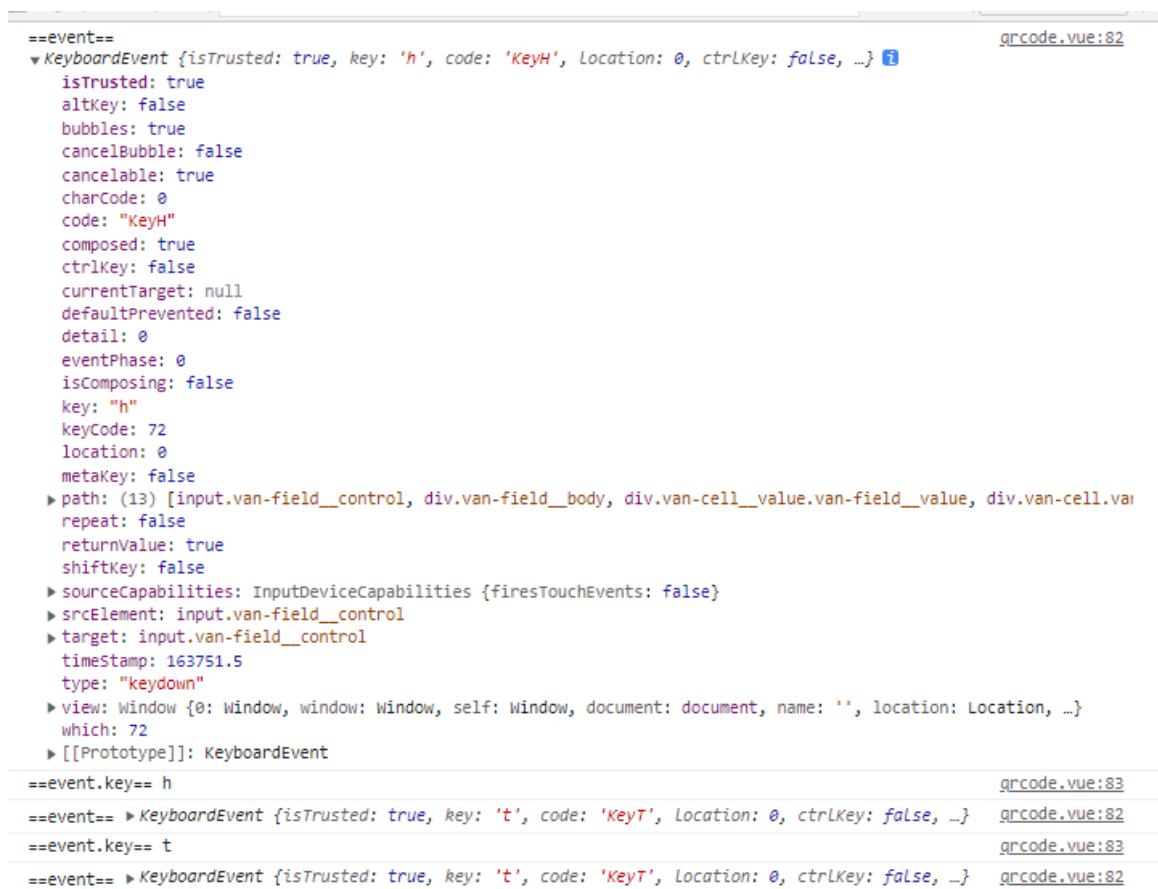 ==event== qrcode.vue:82
▼KeyboardEvent {isTrusted: true, key: 'h', code: 'KeyH', location: 0, ctrlKey: false, …} i
isTrusted: true
altKey: false
bubbles: true
cancelBubble: false
cancelable: true
charCode: 0
code: "KeyH"
composed: true
ctrlKey: false
currentTarget: null
defaultPrevented: false
detail: 0
eventPhase: 0
isComposing: false
key: "h"
keyCode: 72
location: 0
metaKey: false
▶path: (13) [input.van-field__control, div.van-field__body, div.van-cell__value.van-field__value, div.van-cell.var
repeat: false
returnValue: true
shiftKey: false
▶sourceCapabilities: InputDeviceCapabilities {firesTouchEvents: false}
▶srcElement: input.van-field__control
▶target: input.van-field__control
timeStamp: 163751.5
type: "keydown"
▶view: Window {0: Window, window: Window, self: Window, document: document, name: '', location: Location, …}
which: 72
▶[[Prototype]]: KeyboardEvent
==event.key== h qrcode.vue:83
==event== ▶KeyboardEvent {isTrusted: true, key: 't', code: 'KeyT', location: 0, ctrlKey: false, …} qrcode.vue:82
==event.key== t qrcode.vue:83
==event== ▶KeyboardEvent {isTrusted: true, key: 't', code: 'KeyT', location: 0, ctrlKey: false, …} qrcode.vue:82